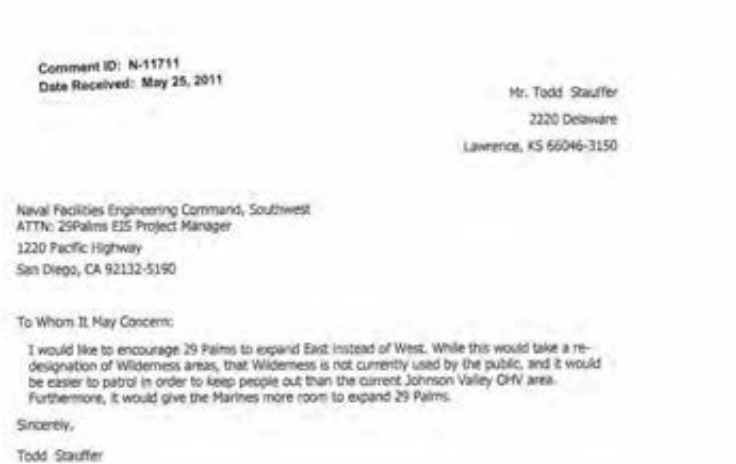 Comment ID: N-11711
Date Received: May 25, 2011
Mr. Todd Stauffer
2220 Delaware
Lawrence, KS 66046-3150
Naval Facilities Engineering Command, Southwest
ATTN: 29Palms EIS Project Manager
1220 Pacific Highway
San Diego, CA 92132-5190
To Whom It May Concern:
I would like to encourage 29 Palms to expand East instead of West. While this would take a re-
designation of Wilderness areas, that Wilderness is not currently used by the public, and it would
be easier to patrol in order to keep people out than the current Johnson Valley OHV area.
Furthermore, it would give the Marines more room to expand 29 Palms.
Sincerely,
Todd Stauffer